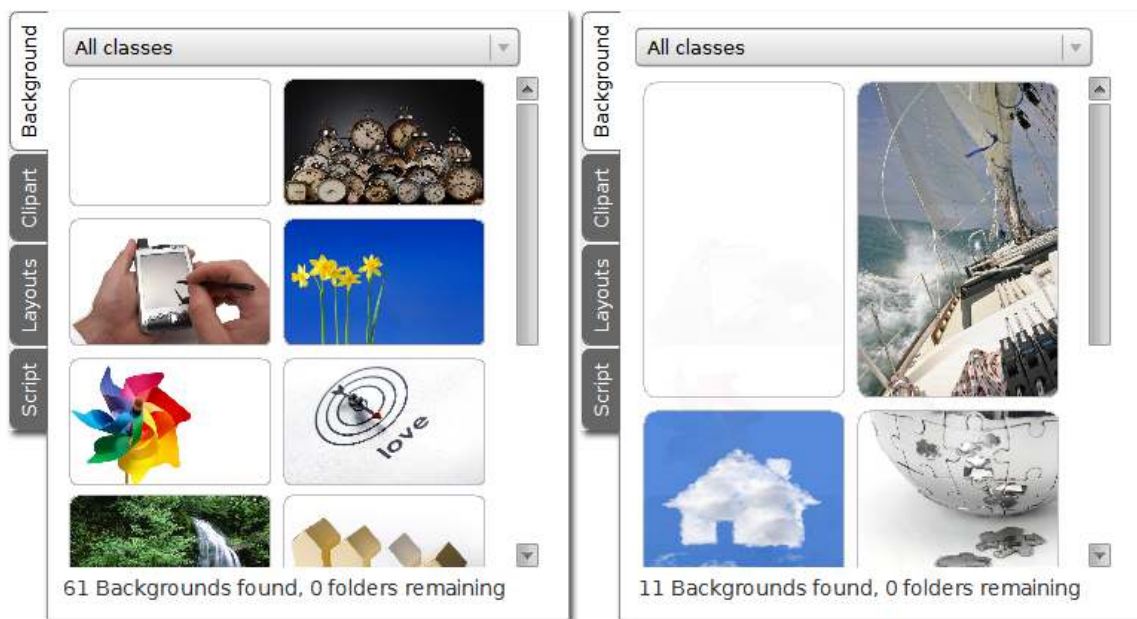 Background
Clipart
Layouts
Script
All classes
love
61 Backgrounds found, 0 folders remaining
Background
Clipart
Layouts
Script
All classes
11 Backgrounds found, 0 folders remaining